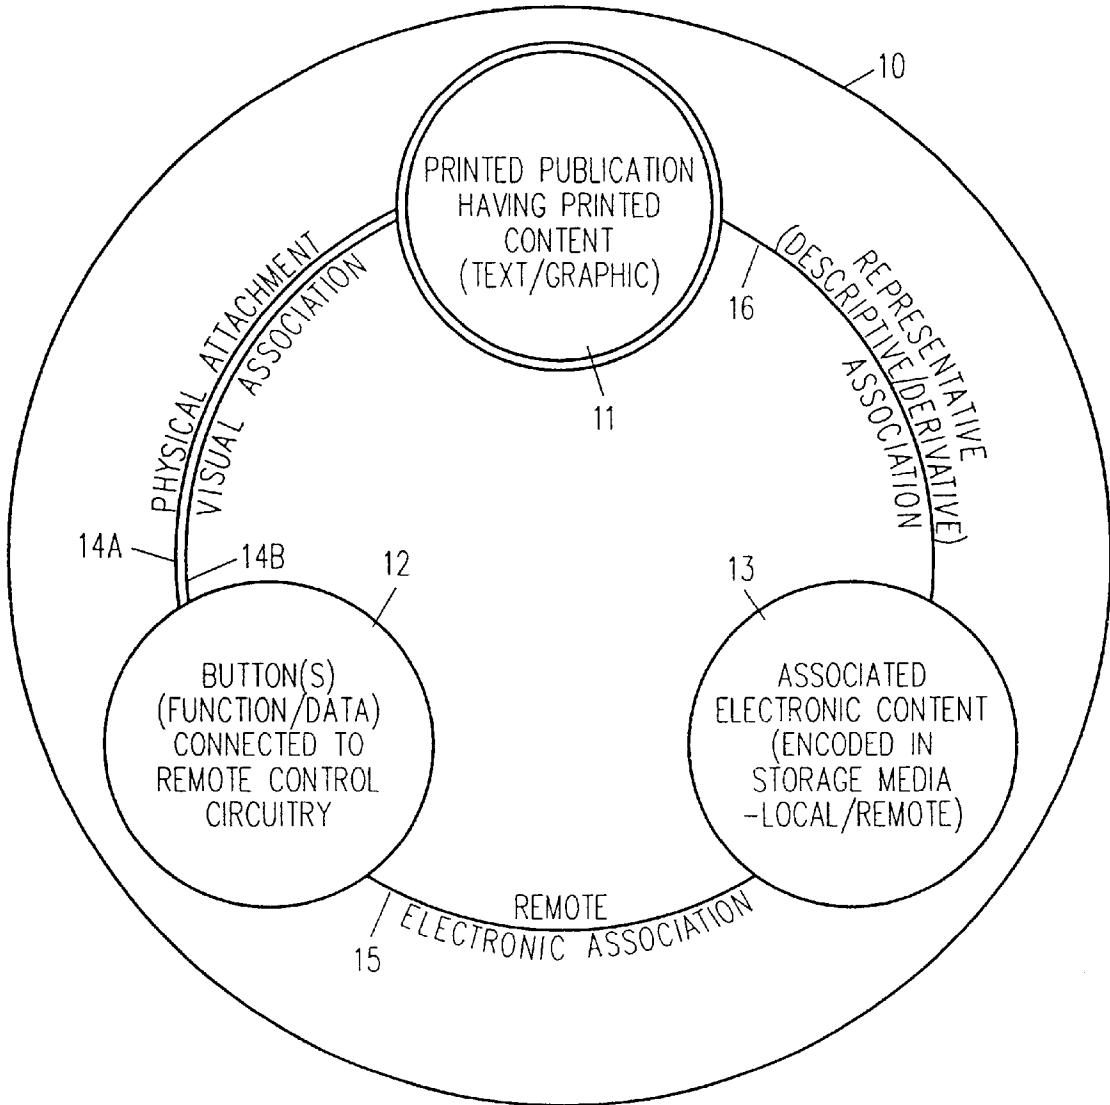 10
PRINTED PUBLICATION
HAVING PRINTED
CONTENT
(TEXT/GRAPHIC)
11
PHYSICAL ATTACHMENT
VISUAL ASSOCIATION
14A
14B
16
REPRESENTATIVE
(DESCRIPTIVE/DERIVATIVE)
ASSOCIATION
12
BUTTON(S)
(FUNCTION/DATA)
CONNECTED TO
REMOTE CONTROL
CIRCUITRY
13
ASSOCIATED
ELECTRONIC CONTENT
(ENCODED IN
STORAGE MEDIA
-LOCAL/REMOTE)
15
REMOTE
ELECTRONIC ASSOCIATION